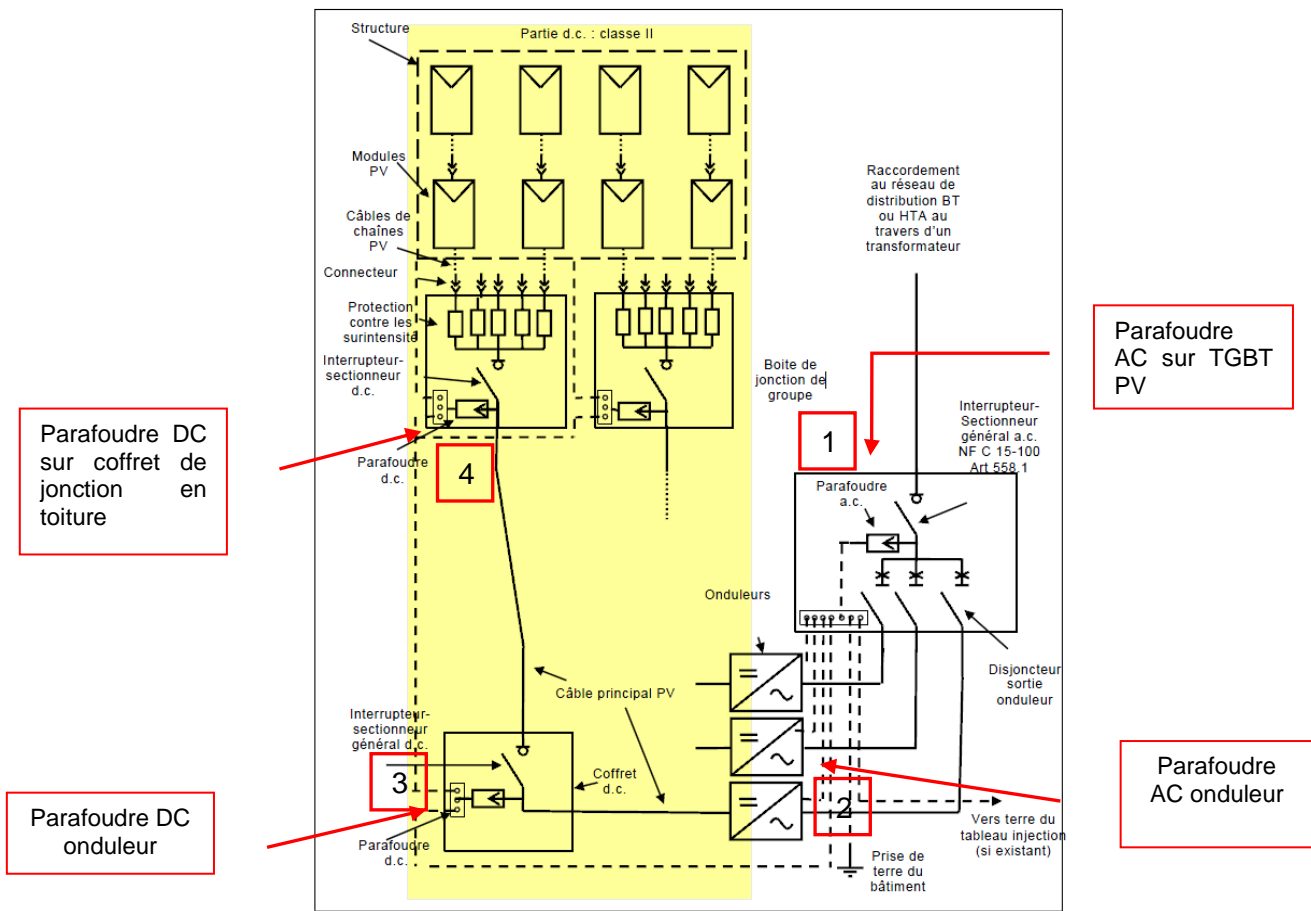 Structure
Partie d.c. : classe II
Modules
PV
Câbles de
chaînes
PV
Connecteur
Protection
contre les
surintensité
Interrupteur-
sectionneur
d.c.
Parafoudre
d.c.
4
Parafoudre DC
sur coffret de
jonction en
toiture
Raccordement
au réseau de
distribution BT
ou HTA au
travers d'un
transformateur
Boite de
jonction de
groupe
1
Parafoudre
AC sur TGBT
PV
Interrupteur-
Sectionneur
général a.c.
NF C 15-100
Art 558.1
Parafoudre
a.c.
Onduleurs
Disjoncteur
sortie
onduleur
Câble principal PV
Interrupteur-
sectionneur
général d.c.
3
Coffret
d.c.
Parafoudre
d.c.
Parafoudre DC
onduleur
2
Parafoudre
AC onduleur
Vers terre du
tableau injection
(si existant)
Prise de
terre du
bâtiment